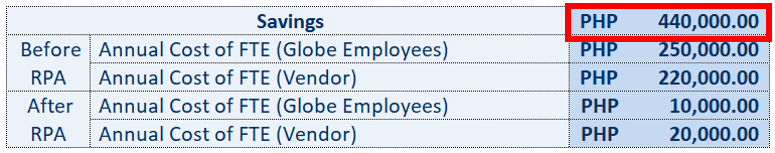 Savings PHP 440,000.00
Before Annual Cost of FTE (Globe Employees) PHP 250,000.00
RPA Annual Cost of FTE (Vendor) PHP 220,000.00
After Annual Cost of FTE (Globe Employees) PHP 10,000.00
RPA Annual Cost of FTE (Vendor) PHP 20,000.00